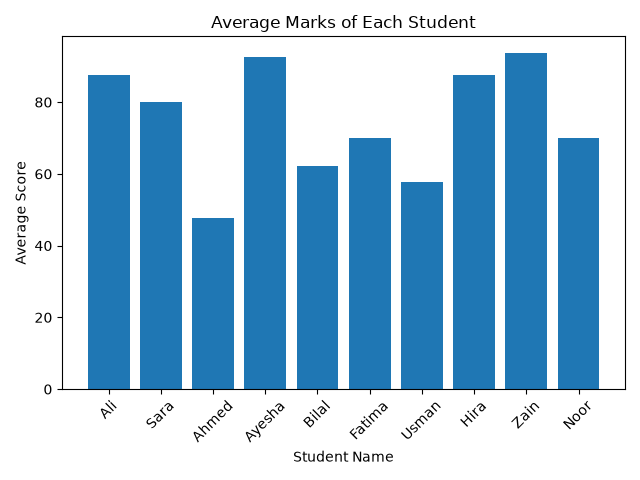 Average Marks of Each Student
Average Score
80
60
40
20
0
Ali
Sara
Ahmed
Ayesha
Bilal
Fatima
Usman
Hira
Zain
Noor
Student Name